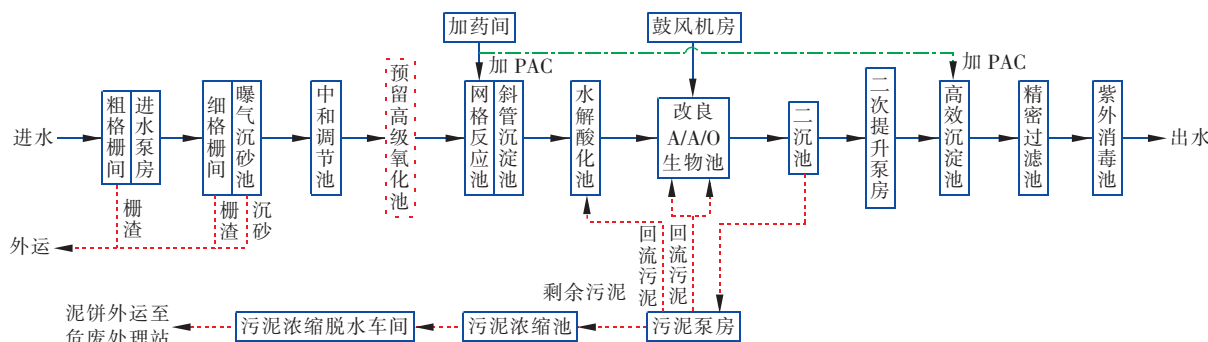 加药间
鼓风机房
加 PAC
加 PAC
进水
粗格栅间
进水泵房
细格栅间
曝气沉砂池
中和调节池
预留高级氧化池
网格反应池
斜管沉淀池
水解酸化池
改良
A/A/O
生物池
二沉池
二次提升泵房
高效沉淀池
精密过滤池
紫外消毒池
出水
栅渣
栅渣
沉砂
外运
回流污泥
回流污泥
剩余污泥
泥饼外运至
危废处理站
污泥浓缩脱水车间
污泥浓缩池
污泥泵房